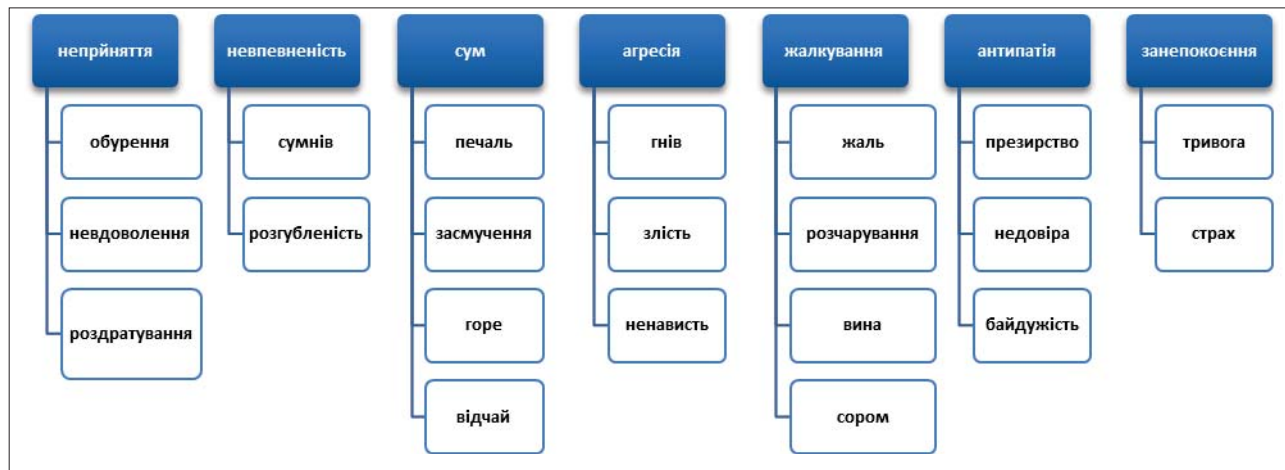 непрйняття
невпевненість
сум
агресія
жалкування
антипатія
занепокоєння
обурення
сумнів
печаль
гнів
жаль
презирство
тривога
невдоволення
розгубленість
засмучення
злість
розчарування
недовіра
страх
роздратування
горе
ненависть
вина
байдужість
відчай
сором